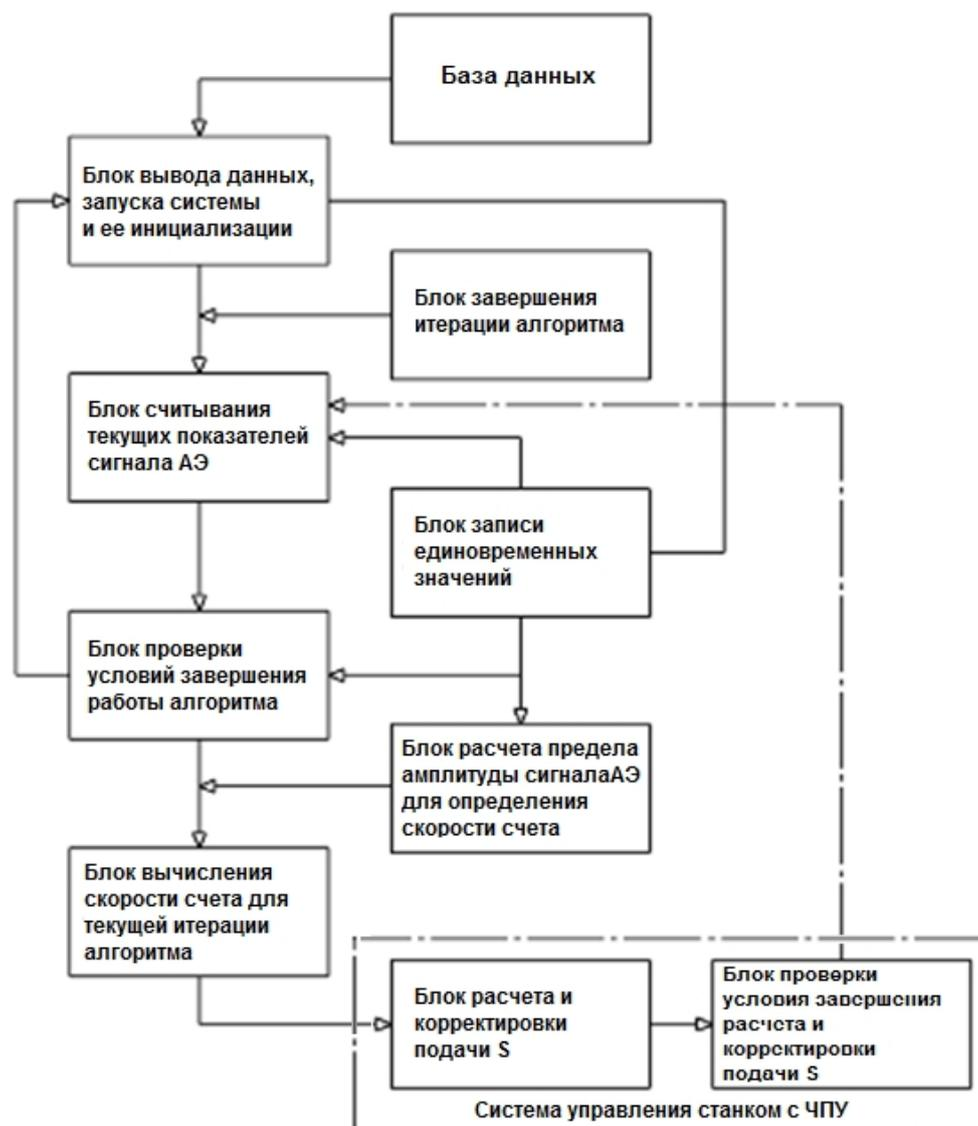 База данных
Блок вывода данных,
запуска системы
и ее инициализации
Блок завершения
итерации алгоритма
Блок считывания
текущих показателей
сигнала АЭ
Блок записи
единовременных
значений
Блок проверки
условий завершения
работы алгоритма
Блок расчета предела
амплитуды сигналаАЭ
для определения
скорости счета
Блок вычисления
скорости счета для
текущей итерации
алгоритма
Блок расчета и
корректировки
подачи S
Блок проверки
условия завершения
расчета и
корректировки
подачи S
Система управления станком с ЧПУ